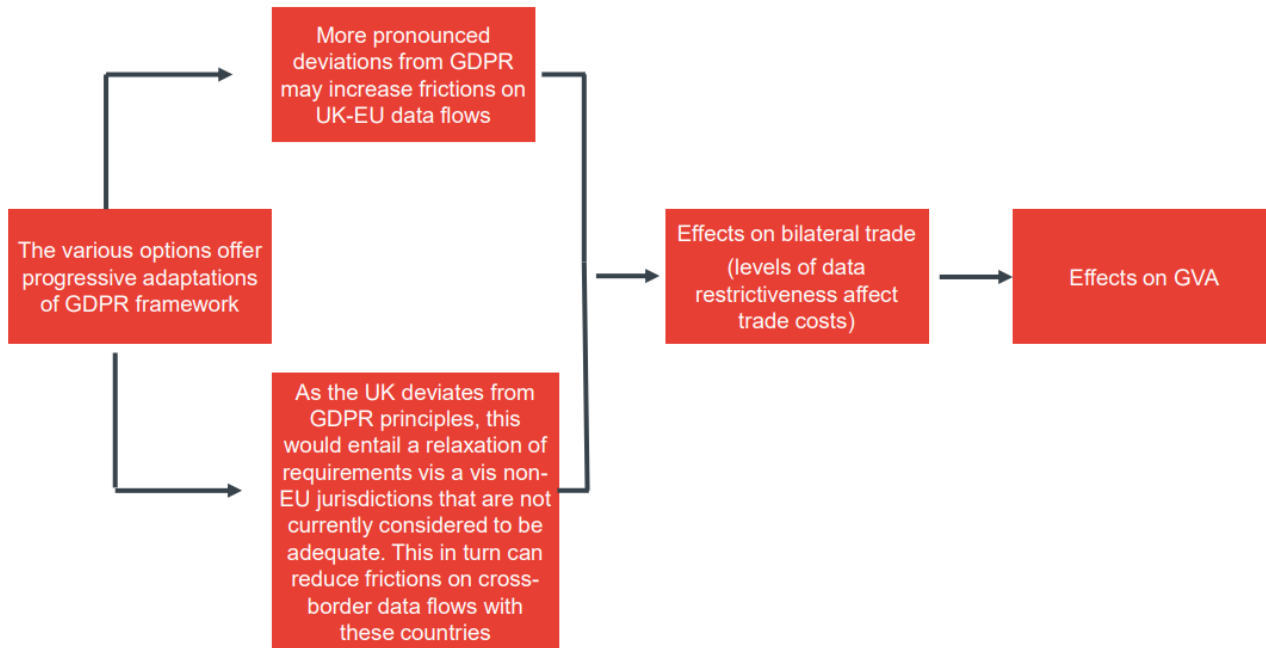 More pronounced
deviations from GDPR
may increase frictions on
UK-EU data flows
The various options offer
progressive adaptations
of GDPR framework
Effects on bilateral trade
(levels of data
restrictiveness affect
trade costs)
Effects on GVA
As the UK deviates from
GDPR principles, this
would entail a relaxation of
requirements vis a vis non-
EU jurisdictions that are not
currently considered to be
adequate. This in turn can
reduce frictions on cross-
border data flows with
these countries